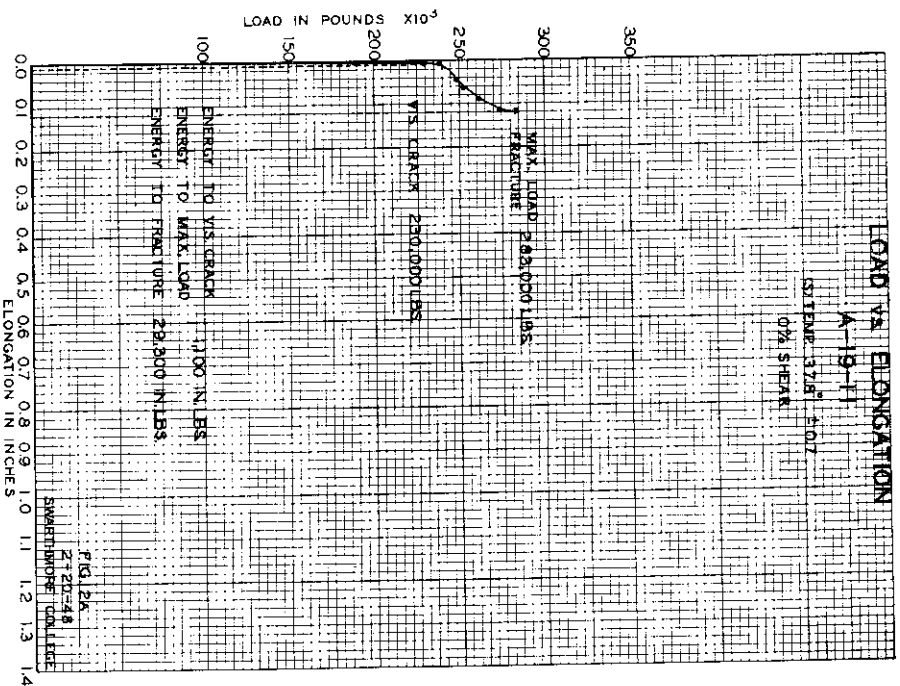 LOAD vs ELONGATION
A-19-11
(S) TEMP. 37.8° ± 0.7
0% SHEAR
LOAD IN POUNDS X10³
350
300
250
200
150
100
MAX. LOAD 283,000 LBS
FRACTURE
VIS. CRACK 230,000 LBS
ENERGY TO VIS. CRACK 1,100 IN. LBS.
ENERGY TO MAX. LOAD
ENERGY TO FRACTURE 29,300 IN. LBS.
0.0 0.1 0.2 0.3 0.4 0.5 0.6 0.7 0.8 0.9 1.0 1.1 1.2 1.3 1.4
ELONGATION IN INCHES
FIG. 2A
2-20-48
SWARTHMORE COLLEGE